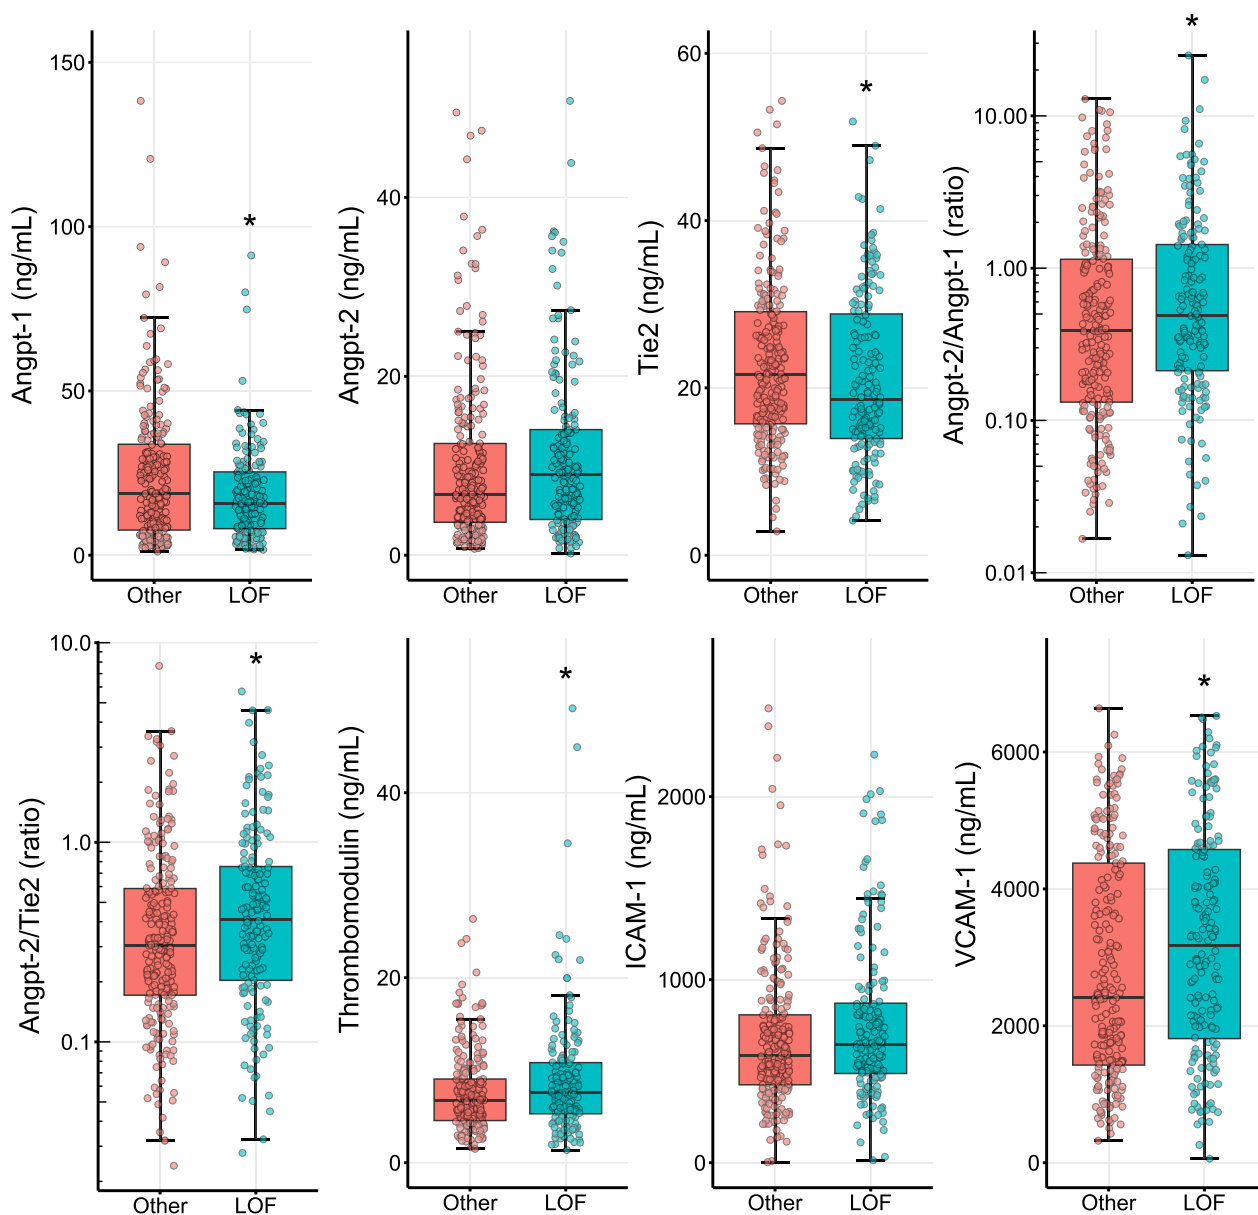 *
Angpt-1 (ng/mL)
150
100
50
0
*
Other
LOF
Angpt-2 (ng/mL)
40
20
0
Other
LOF
Tie2 (ng/mL)
60
40
20
0
*
Other
LOF
Angpt-2/Angpt-1 (ratio)
10.00
1.00
0.10
0.01
Other
LOF
Angpt-2/Tie2 (ratio)
10.0
1.0
0.1
*
Other
LOF
Thrombomodulin (ng/mL)
40
20
0
*
Other
LOF
ICAM-1 (ng/mL)
2000
1000
0
Other
LOF
VCAM-1 (ng/mL)
6000
4000
2000
0
*
Other
LOF